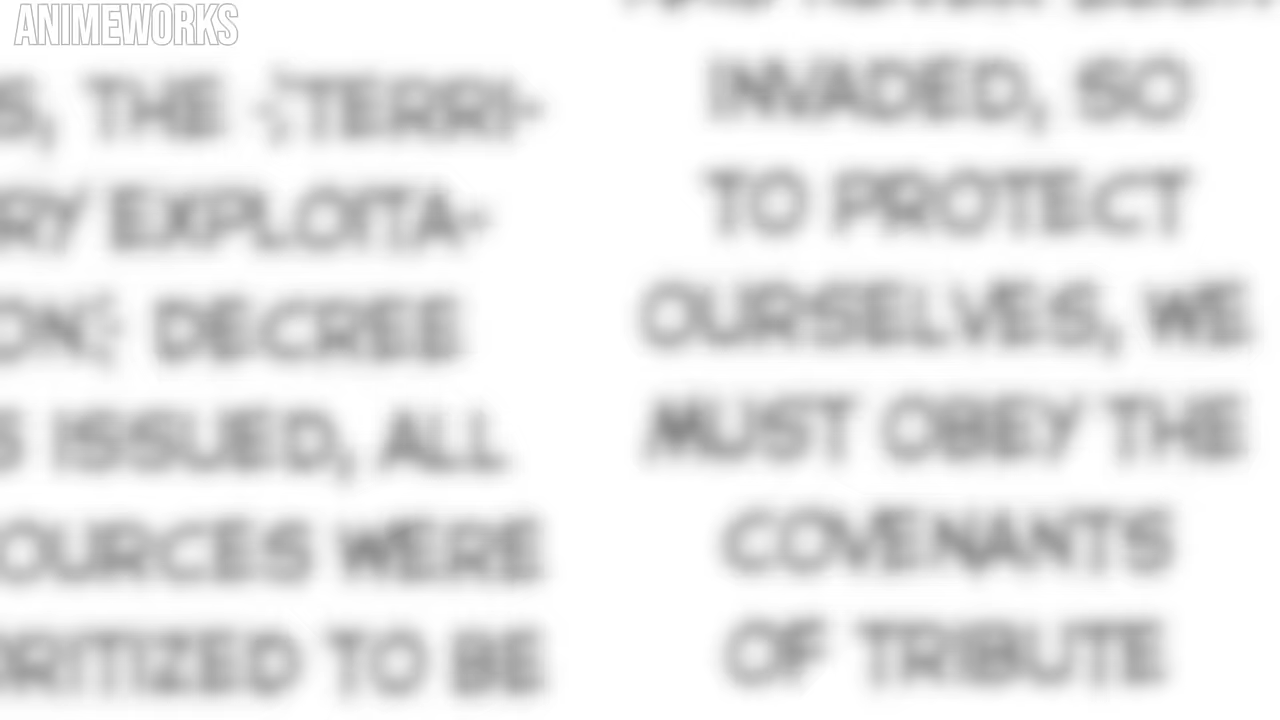 ANIMEWORKS
S, THE <TERRI-
RY EXPLOITA-
ON> DECREE
S ISSUED, ALL
OURCES WERE
ORITIZED TO BE
INVADED, SO
TO PROTECT
OURSELVES, WE
MUST OBEY THE
COVENANTS
OF TRIBUTE